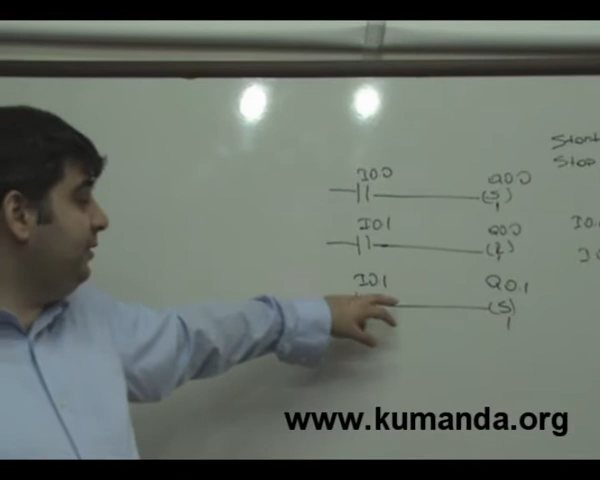 Start
Stop
I0.0 Q0.0
(S)
1
I0.1 Q0.0
(R)
I0.
I0.1 Q0.1
(S)
1
www.kumanda.org